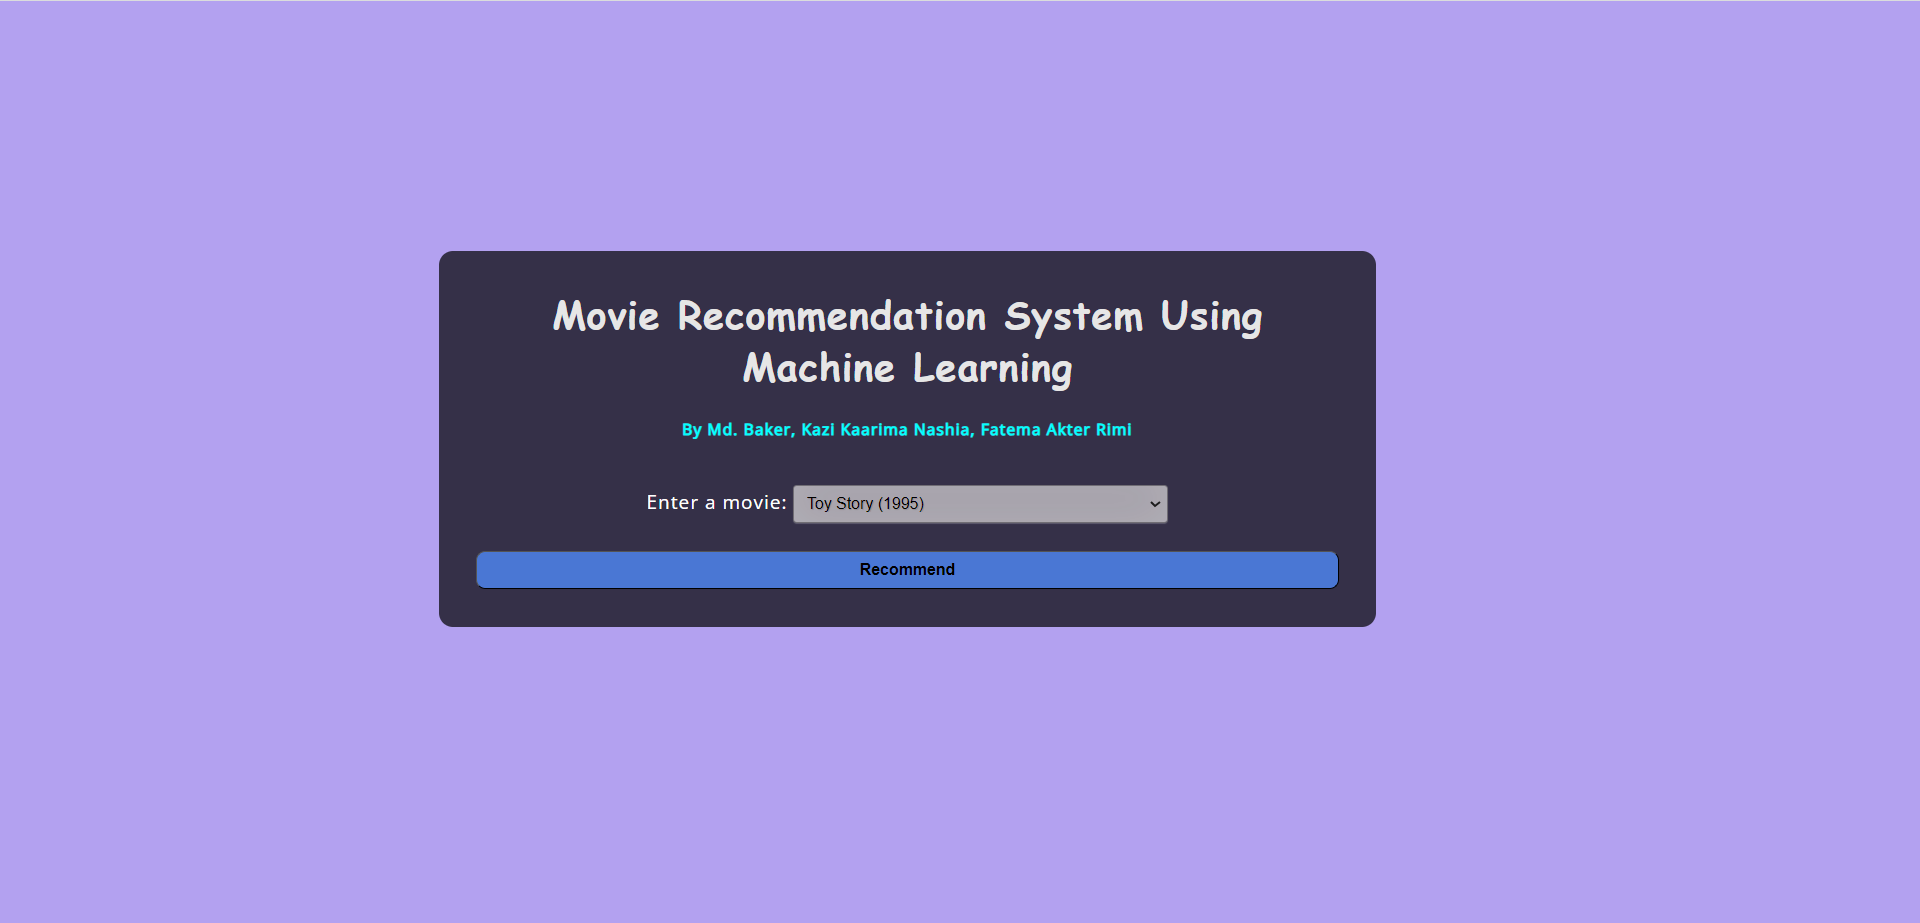 Movie Recommendation System Using
Machine Learning
By Md. Baker, Kazi Kaarima Nashia, Fatema Akter Rimi
Enter a movie: Toy Story (1995)
Recommend